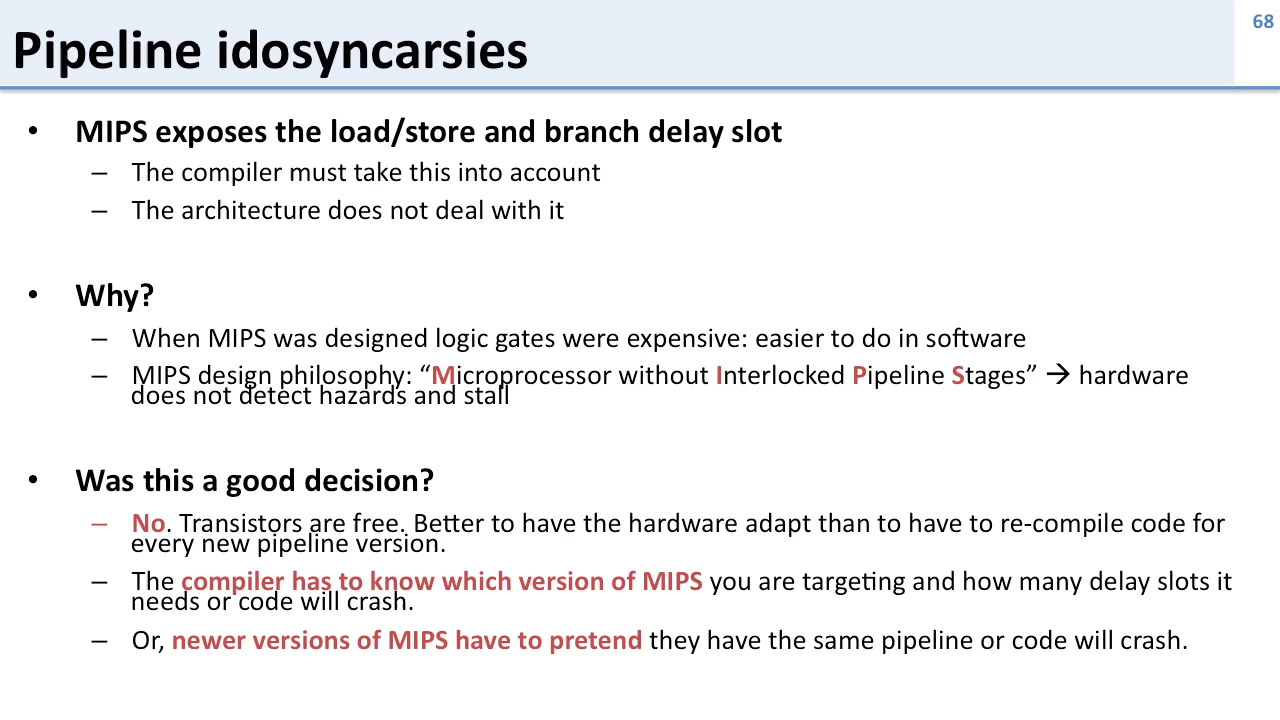 68
Pipeline idosyncarsies
• MIPS exposes the load/store and branch delay slot
– The compiler must take this into account
– The architecture does not deal with it
• Why?
– When MIPS was designed logic gates were expensive: easier to do in software
– MIPS design philosophy: “Microprocessor without Interlocked Pipeline Stages” → hardware
does not detect hazards and stall
• Was this a good decision?
– No. Transistors are free. Better to have the hardware adapt than to have to re-compile code for
every new pipeline version.
– The compiler has to know which version of MIPS you are targeting and how many delay slots it
needs or code will crash.
– Or, newer versions of MIPS have to pretend they have the same pipeline or code will crash.